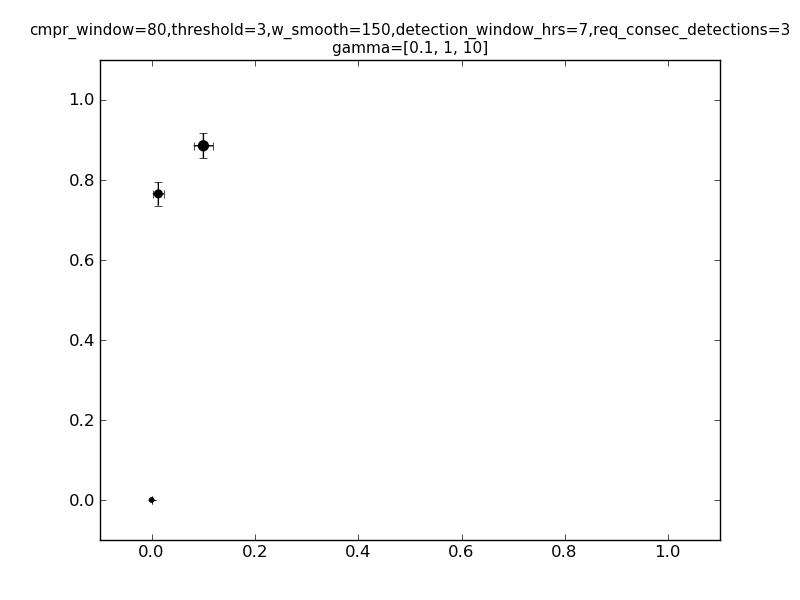 cmpr_window=80,threshold=3,w_smooth=150,detection_window_hrs=7,req_consec_detections=3
gamma=[0.1, 1, 10]
1.0
0.8
0.6
0.4
0.2
0.0
0.0 0.2 0.4 0.6 0.8 1.0